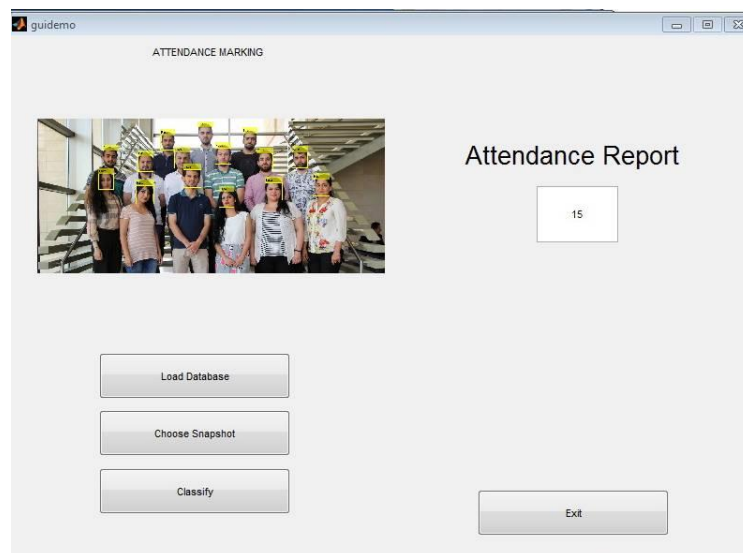 guidemo
ATTENDANCE MARKING
Attendance Report
15
Load Database
Choose Snapshot
Classify
Exit